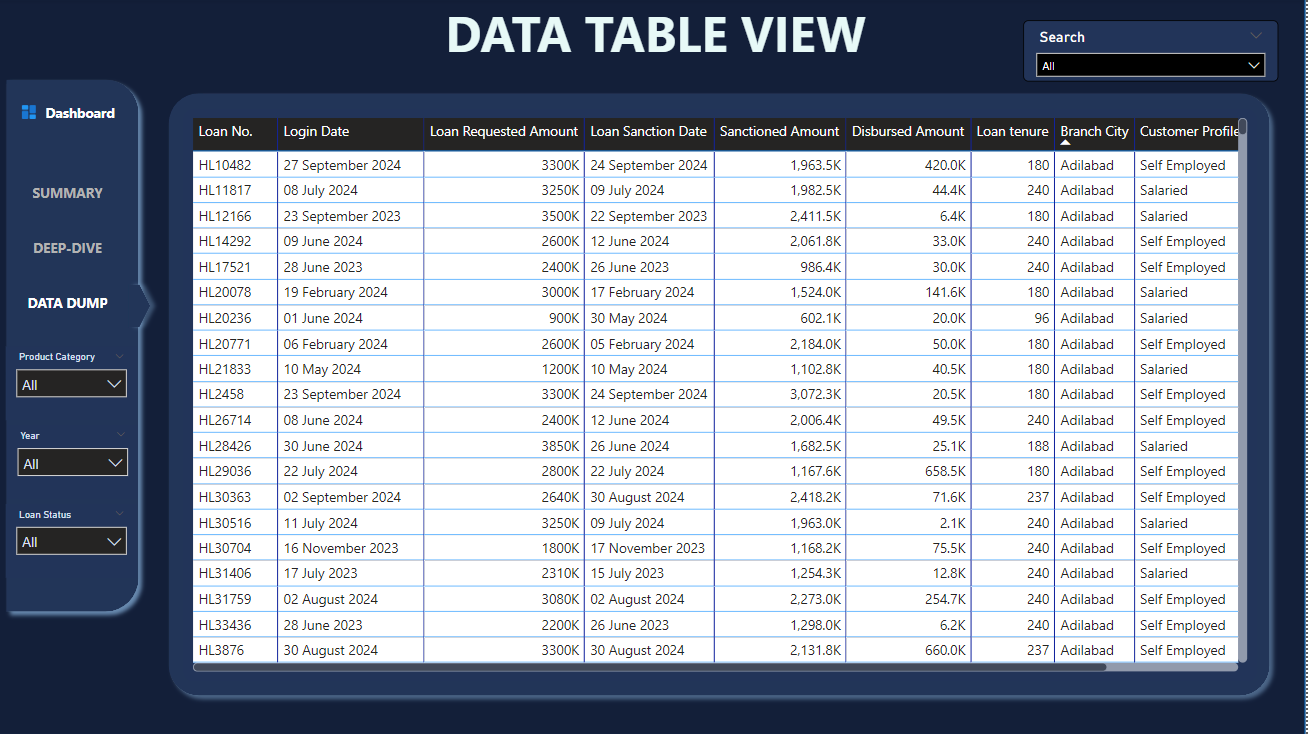 DATA TABLE VIEW
Search
All
Dashboard
SUMMARY
DEEP-DIVE
DATA DUMP
Product Category
All
Year
All
Loan Status
All
Loan No. Login Date Loan Requested Amount Loan Sanction Date Sanctioned Amount Disbursed Amount Loan tenure Branch City Customer Profile
HL10482 27 September 2024 3300K 24 September 2024 1,963.5K 420.0K 180 Adilabad Self Employed
HL11817 08 July 2024 3250K 09 July 2024 1,982.5K 44.4K 240 Adilabad Salaried
HL12166 23 September 2023 3500K 22 September 2023 2,411.5K 6.4K 180 Adilabad Salaried
HL14292 09 June 2024 2600K 12 June 2024 2,061.8K 33.0K 240 Adilabad Self Employed
HL17521 28 June 2023 2400K 26 June 2023 986.4K 30.0K 240 Adilabad Self Employed
HL20078 19 February 2024 3000K 17 February 2024 1,524.0K 141.6K 180 Adilabad Salaried
HL20236 01 June 2024 900K 30 May 2024 602.1K 20.0K 96 Adilabad Salaried
HL20771 06 February 2024 2600K 05 February 2024 2,184.0K 50.0K 180 Adilabad Self Employed
HL21833 10 May 2024 1200K 10 May 2024 1,102.8K 40.5K 180 Adilabad Salaried
HL2458 23 September 2024 3300K 24 September 2024 3,072.3K 20.5K 180 Adilabad Self Employed
HL26714 08 June 2024 2400K 12 June 2024 2,006.4K 49.5K 240 Adilabad Self Employed
HL28426 30 June 2024 3850K 26 June 2024 1,682.5K 25.1K 188 Adilabad Salaried
HL29036 22 July 2024 2800K 22 July 2024 1,167.6K 658.5K 180 Adilabad Self Employed
HL30363 02 September 2024 2640K 30 August 2024 2,418.2K 71.6K 237 Adilabad Self Employed
HL30516 11 July 2024 3250K 09 July 2024 1,963.0K 2.1K 240 Adilabad Salaried
HL30704 16 November 2023 1800K 17 November 2023 1,168.2K 75.5K 240 Adilabad Self Employed
HL31406 17 July 2023 2310K 15 July 2023 1,254.3K 12.8K 240 Adilabad Salaried
HL31759 02 August 2024 3080K 02 August 2024 2,273.0K 254.7K 240 Adilabad Self Employed
HL33436 28 June 2023 2200K 26 June 2023 1,298.0K 6.2K 240 Adilabad Self Employed
HL3876 30 August 2024 3300K 30 August 2024 2,131.8K 660.0K 237 Adilabad Self Employed